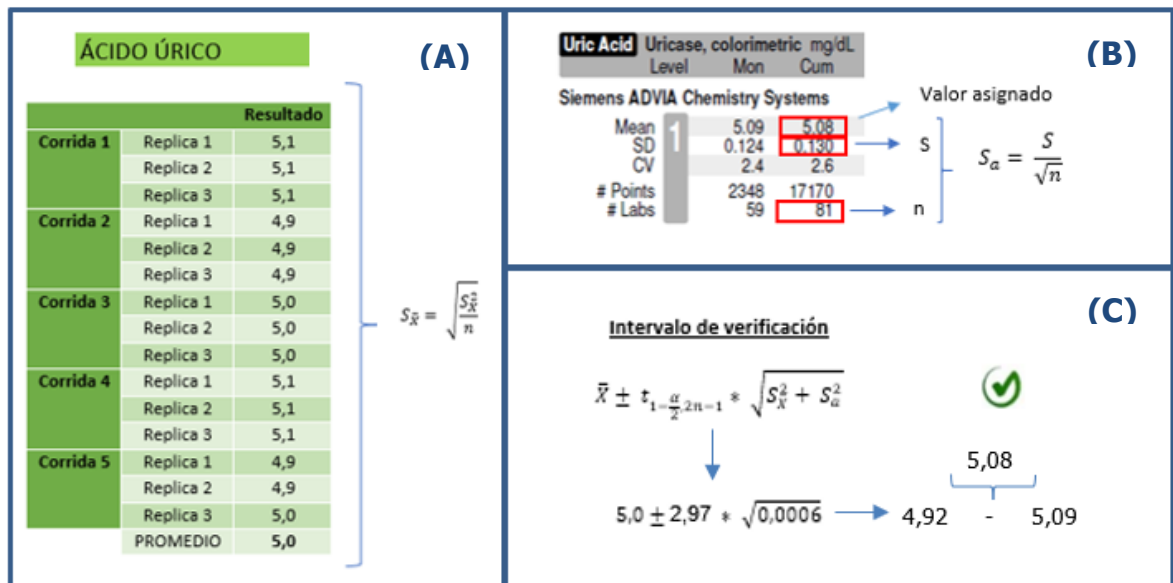 ÁCIDO ÚRICO
(A)
Resultado
Corrida 1 Replica 1 5,1
Replica 2 5,1
Replica 3 5,1
Corrida 2 Replica 1 4,9
Replica 2 4,9
Replica 3 4,9
Corrida 3 Replica 1 5,0
Replica 2 5,0
Replica 3 5,0
Corrida 4 Replica 1 5,1
Replica 2 5,1
Replica 3 5,1
Corrida 5 Replica 1 4,9
Replica 2 4,9
Replica 3 5,0
PROMEDIO 5,0
S_x̄ = √(S²_x̄/n)
(B)
Uric Acid Uricase, colorimetric mg/dL
Level Mon Cum
Siemens ADVIA Chemistry Systems
1
Mean 5.09 5.08
SD 0.124 0.130
CV 2.4 2.6
# Points 2348 17170
# Labs 59 81
Valor asignado
S
n
S_a = S/√n
(C)
Intervalo de verificación
X̄ ± t_(1-α/2,2n-1) * √(S²_X̄ + S²_a)
5,0 ± 2,97 * √0,0006
5,08
4,92 - 5,09